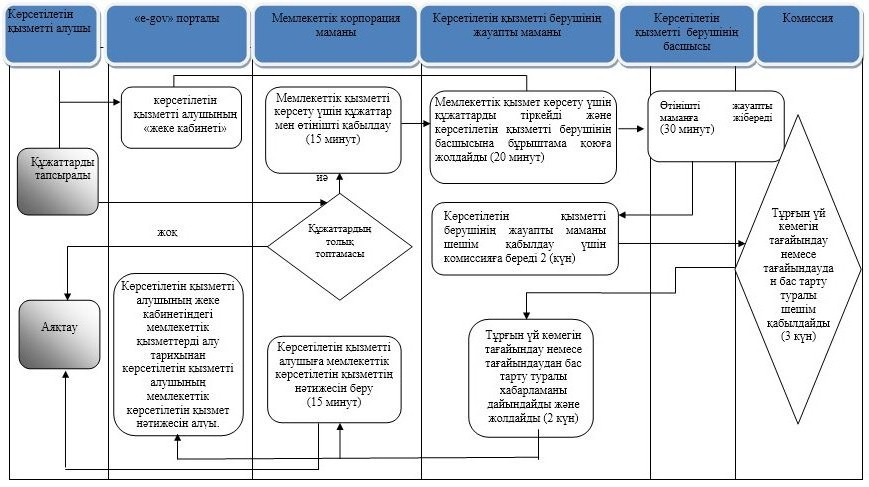 Көрсетілетін
қызметті алушы
«e-gov» порталы
Мемлекеттік корпорация
маманы
Көрсетілетін қызметті берушінің
жауапты маманы
Көрсетілетін
қызметті берушінің
басшысы
Комиссия
көрсетілетін
қызметті алушының
«жеке кабинеті»
Мемлекеттік қызметті
көрсету үшін құжаттар
мен өтінішті қабылдау
(15 минут)
Мемлекеттік қызмет көрсету үшін
құжаттарды тіркейді және
көрсетілетін қызметті берушінің
басшысына бұрыштама қоюға
жолдайды (20 минут)
Өтінішті жауапты
маманға жібереді
(30 минут)
Құжаттарды
тапсырады
иә
Құжаттардың
толық
топтамасы
жоқ
Көрсетілетін қызметті
берушінің жауапты маманы
шешім қабылдау үшін
комиссияға береді 2 (күн)
Тұрғын үй
көмегін
тағайындау
немесе
тағайындауда
н бас тарту
туралы
шешім
қабылдайды
(3 күн)
Аяқтау
Көрсетілетін қызметті
алушының жеке
кабинетіндегі
мемлекеттік
қызметтерді алу
тарихынан
көрсетілетін қызметті
алушының
мемлекеттік
көрсетілетін қызмет
нәтижесін алуы.
Көрсетілетін қызметті
алушыға мемлекеттік
көрсетілетін қызметтің
нәтижесін беру
(15 минут)
Тұрғын үй көмегін
тағайындау немесе
тағайындаудан бас
тарту туралы
хабарламаны
дайындайды және
жолдайды (2 күн)